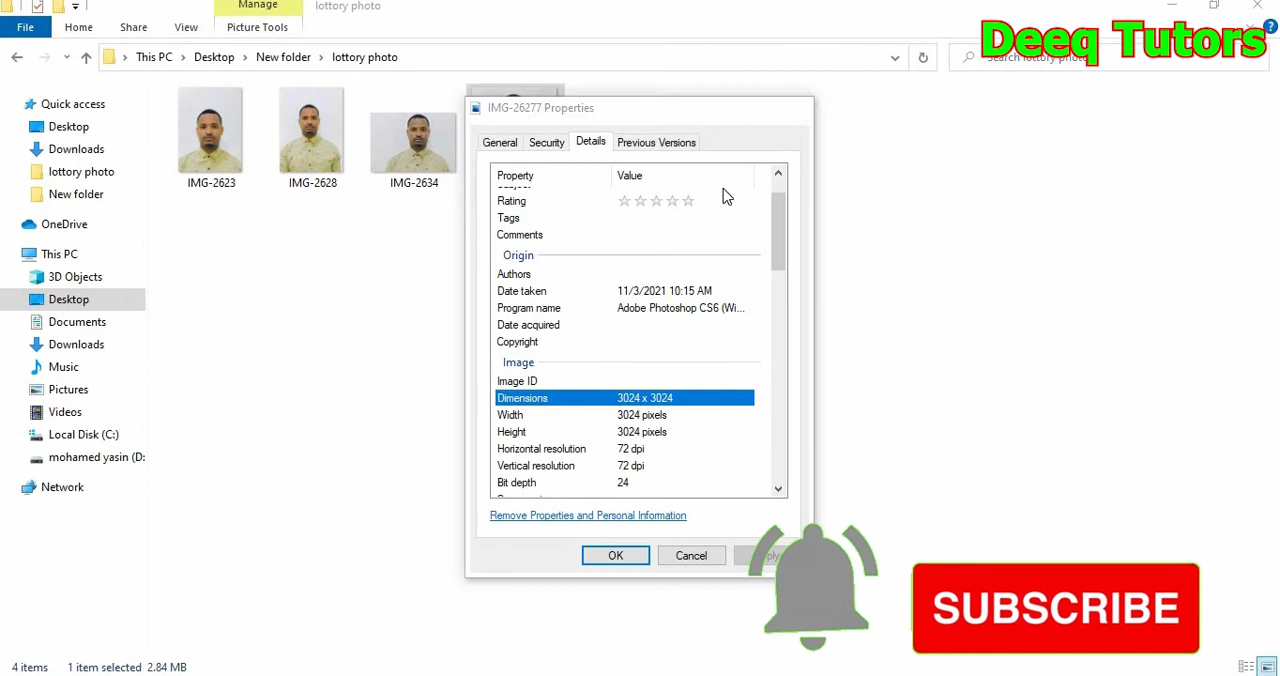 Manage
lottory photo
File
Home
Share
View
Picture Tools
Deeq Tutors
This PC
Desktop
New folder
lottory photo
Search lottory photo
Quick access
Desktop
Downloads
lottory photo
New folder
OneDrive
This PC
3D Objects
Desktop
Documents
Downloads
Music
Pictures
Videos
Local Disk (C:)
mohamed yasin (D:
Network
IMG-2623
IMG-2628
IMG-2634
IMG-26277 Properties
General
Security
Details
Previous Versions
Property Value
Rating
Tags
Comments
Origin
Authors
Date taken 11/3/2021 10:15 AM
Program name Adobe Photoshop CS6 (Wi...
Date acquired
Copyright
Image
Image ID
Dimensions 3024 x 3024
Width 3024 pixels
Height 3024 pixels
Horizontal resolution 72 dpi
Vertical resolution 72 dpi
Bit depth 24
Remove Properties and Personal Information
OK
Cancel
SUBSCRIBE
4 items
1 item selected 2.84 MB